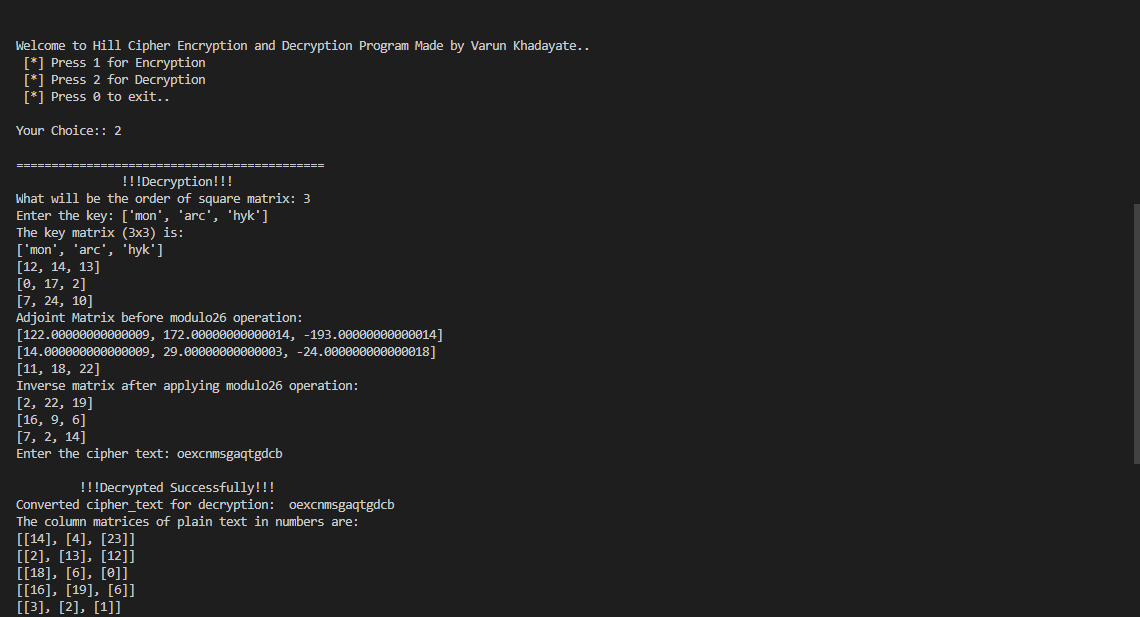 Welcome to Hill Cipher Encryption and Decryption Program Made by Varun Khadayate..
[*] Press 1 for Encryption
[*] Press 2 for Decryption
[*] Press 0 to exit..
Your Choice:: 2
============================================
!!!Decryption!!!
What will be the order of square matrix: 3
Enter the key: ['mon', 'arc', 'hyk']
The key matrix (3x3) is:
['mon', 'arc', 'hyk']
[12, 14, 13]
[0, 17, 2]
[7, 24, 10]
Adjoint Matrix before modulo26 operation:
[122.00000000000009, 172.00000000000014, -193.00000000000014]
[14.000000000000009, 29.00000000000003, -24.000000000000018]
[11, 18, 22]
Inverse matrix after applying modulo26 operation:
[2, 22, 19]
[16, 9, 6]
[7, 2, 14]
Enter the cipher text: oexcnmsgaqtgdcb
!!!Decrypted Successfully!!!
Converted cipher_text for decryption:  oexcnmsgaqtgdcb
The column matrices of plain text in numbers are:
[[14], [4], [23]]
[[2], [13], [12]]
[[18], [6], [0]]
[[16], [19], [6]]
[[3], [2], [1]]